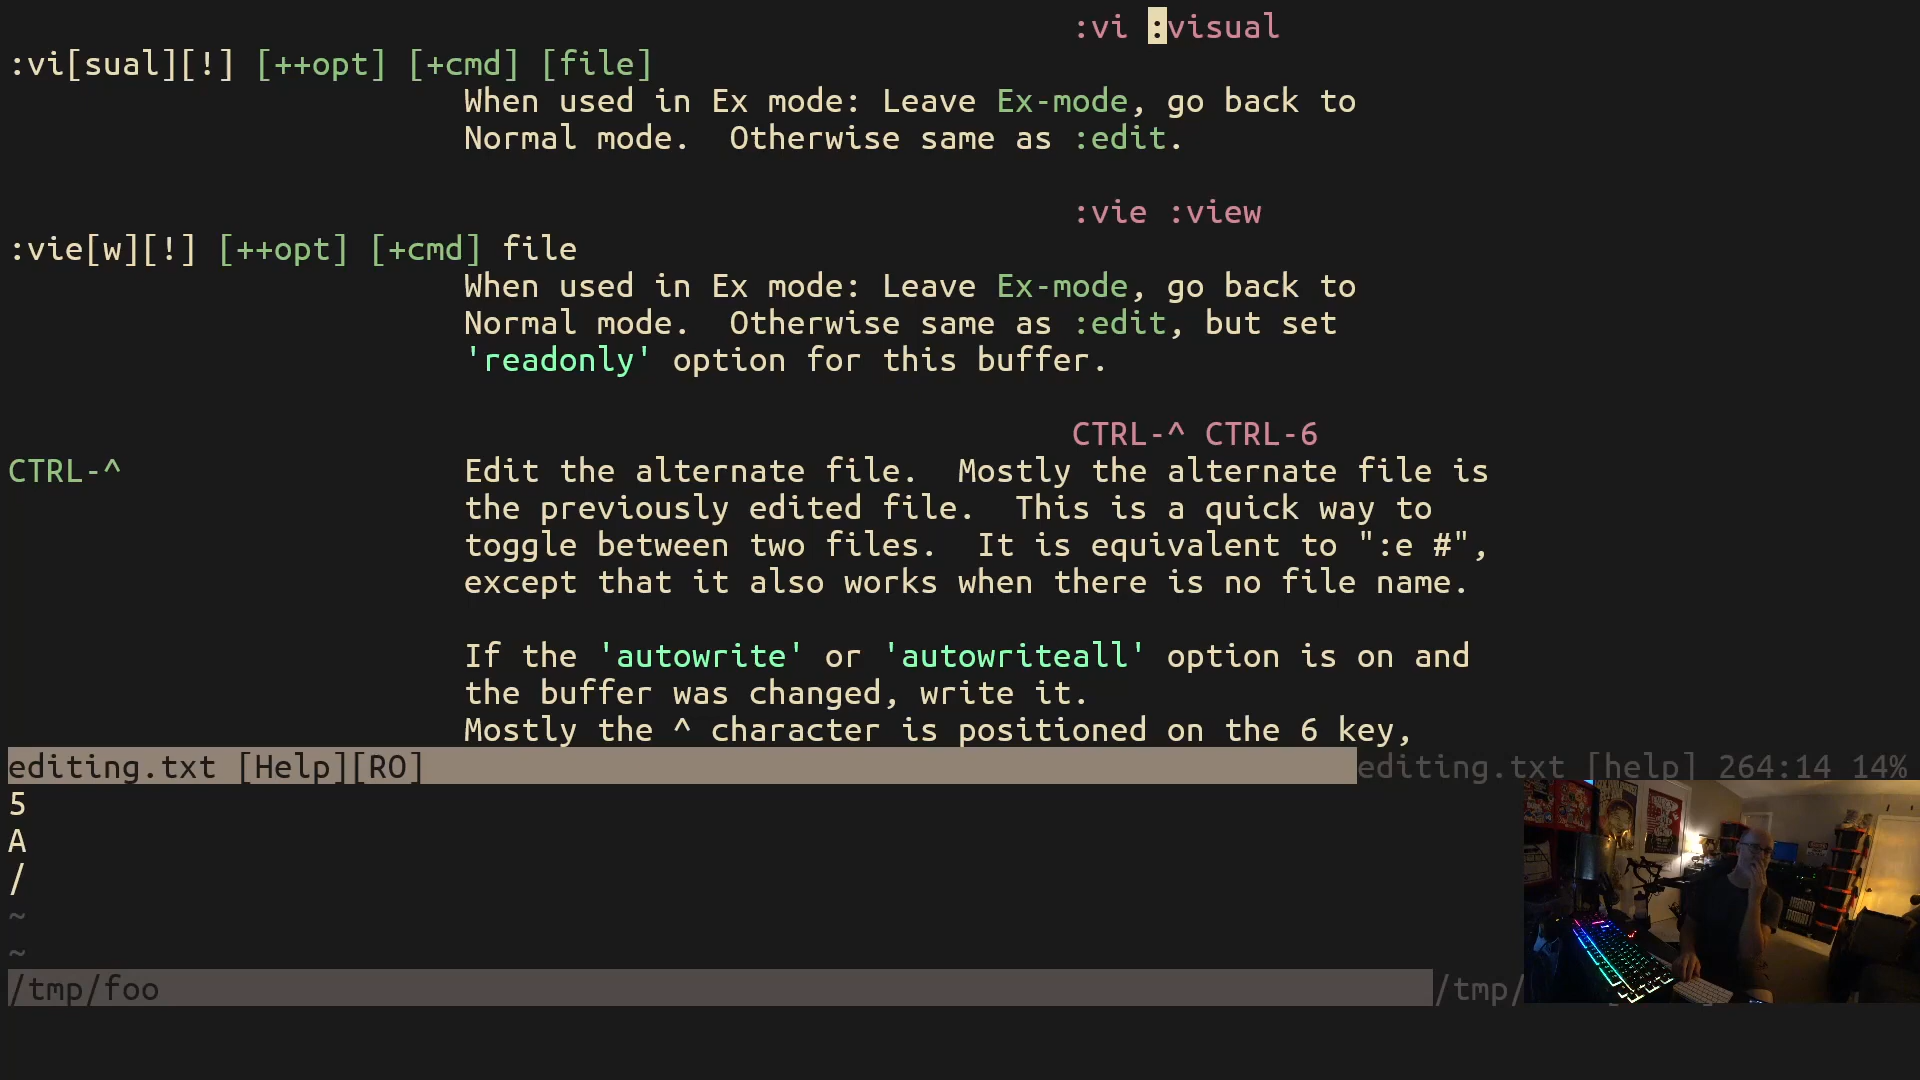 :vi :visual
:vi[sual][!] [++opt] [+cmd] [file]
When used in Ex mode: Leave Ex-mode, go back to
Normal mode.  Otherwise same as :edit.
:vie :view
:vie[w][!] [++opt] [+cmd] file
When used in Ex mode: Leave Ex-mode, go back to
Normal mode.  Otherwise same as :edit, but set
'readonly' option for this buffer.
CTRL-^ CTRL-6
CTRL-^ Edit the alternate file.  Mostly the alternate file is
the previously edited file.  This is a quick way to
toggle between two files.  It is equivalent to ":e #",
except that it also works when there is no file name.
If the 'autowrite' or 'autowriteall' option is on and
the buffer was changed, write it.
Mostly the ^ character is positioned on the 6 key,
editing.txt [Help][RO] editing.txt [help] 264:14 14%
5
A
/
~
~
/tmp/foo /tmp/